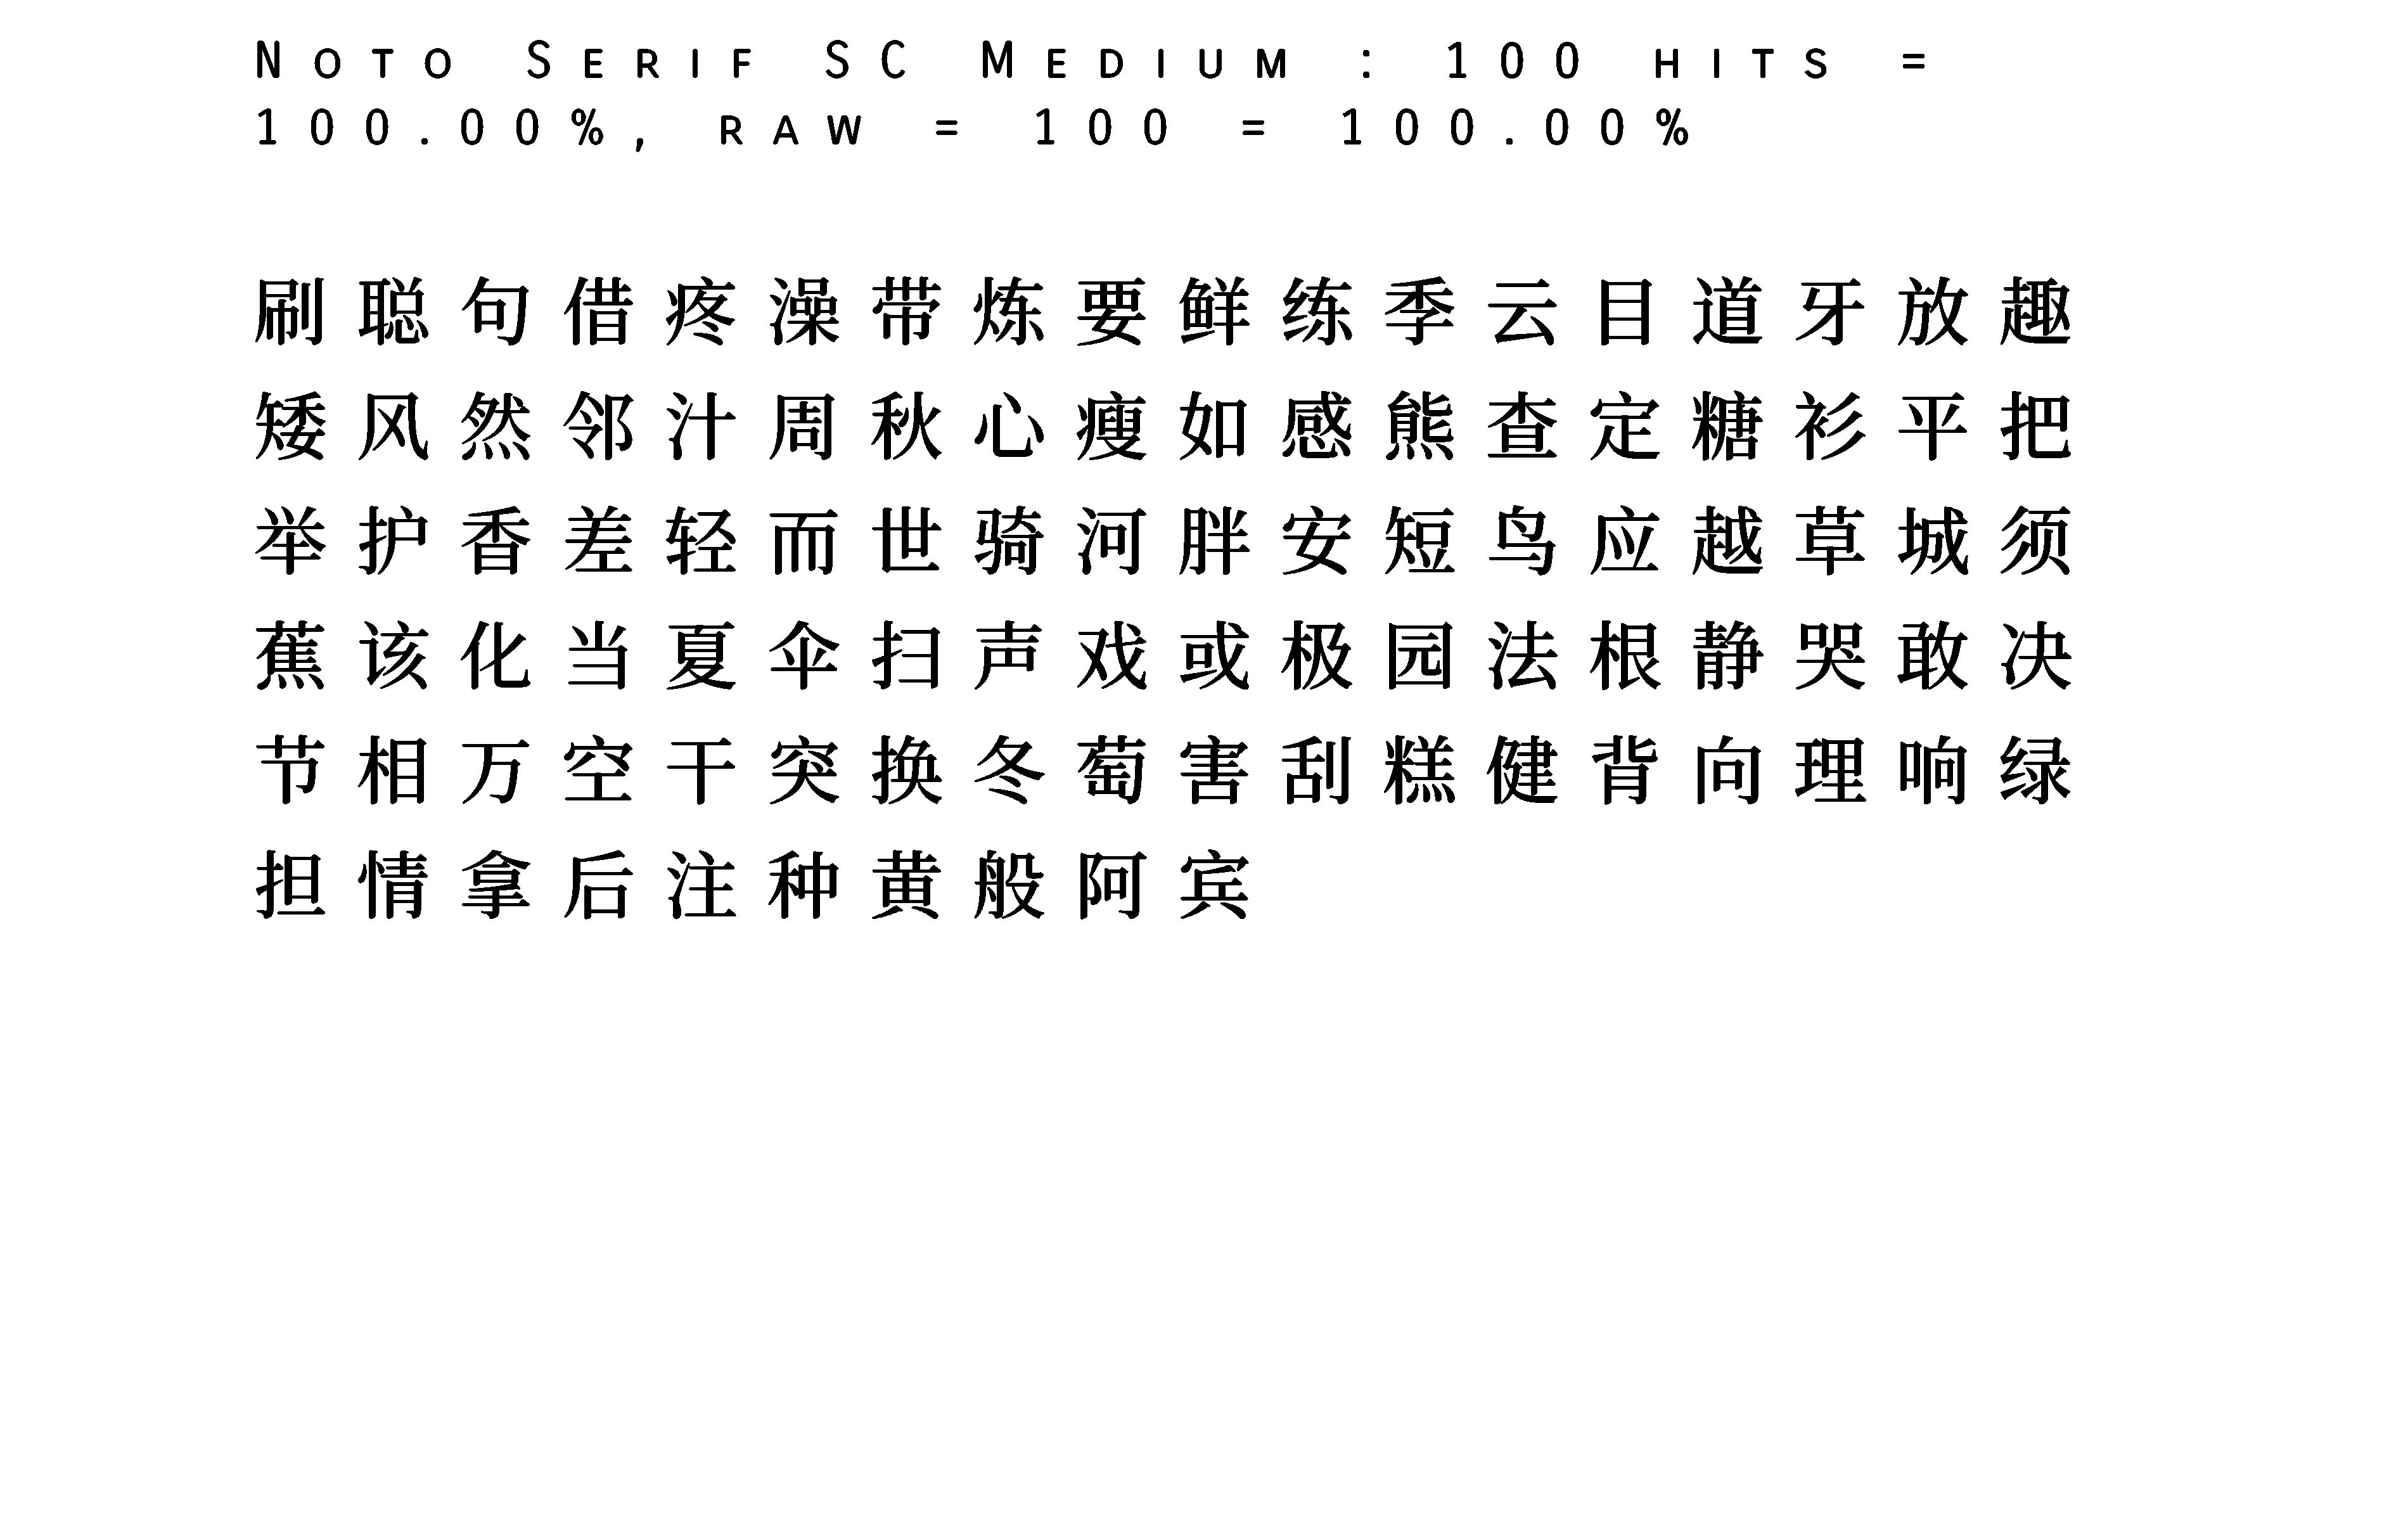 Noto Serif SC Medium : 100 hits =
100.00%, raw = 100 = 100.00%
刷聪句借疼澡带炼要鲜练季云目道牙放趣
矮风然邻汁周秋心瘦如感熊查定糖衫平把
举护香差轻而世骑河胖安短鸟应越草城须
蕉该化当夏伞扫声戏或极园法根静哭敢决
节相万空干突换冬萄害刮糕健背向理响绿
担情拿后注种黄般阿宾